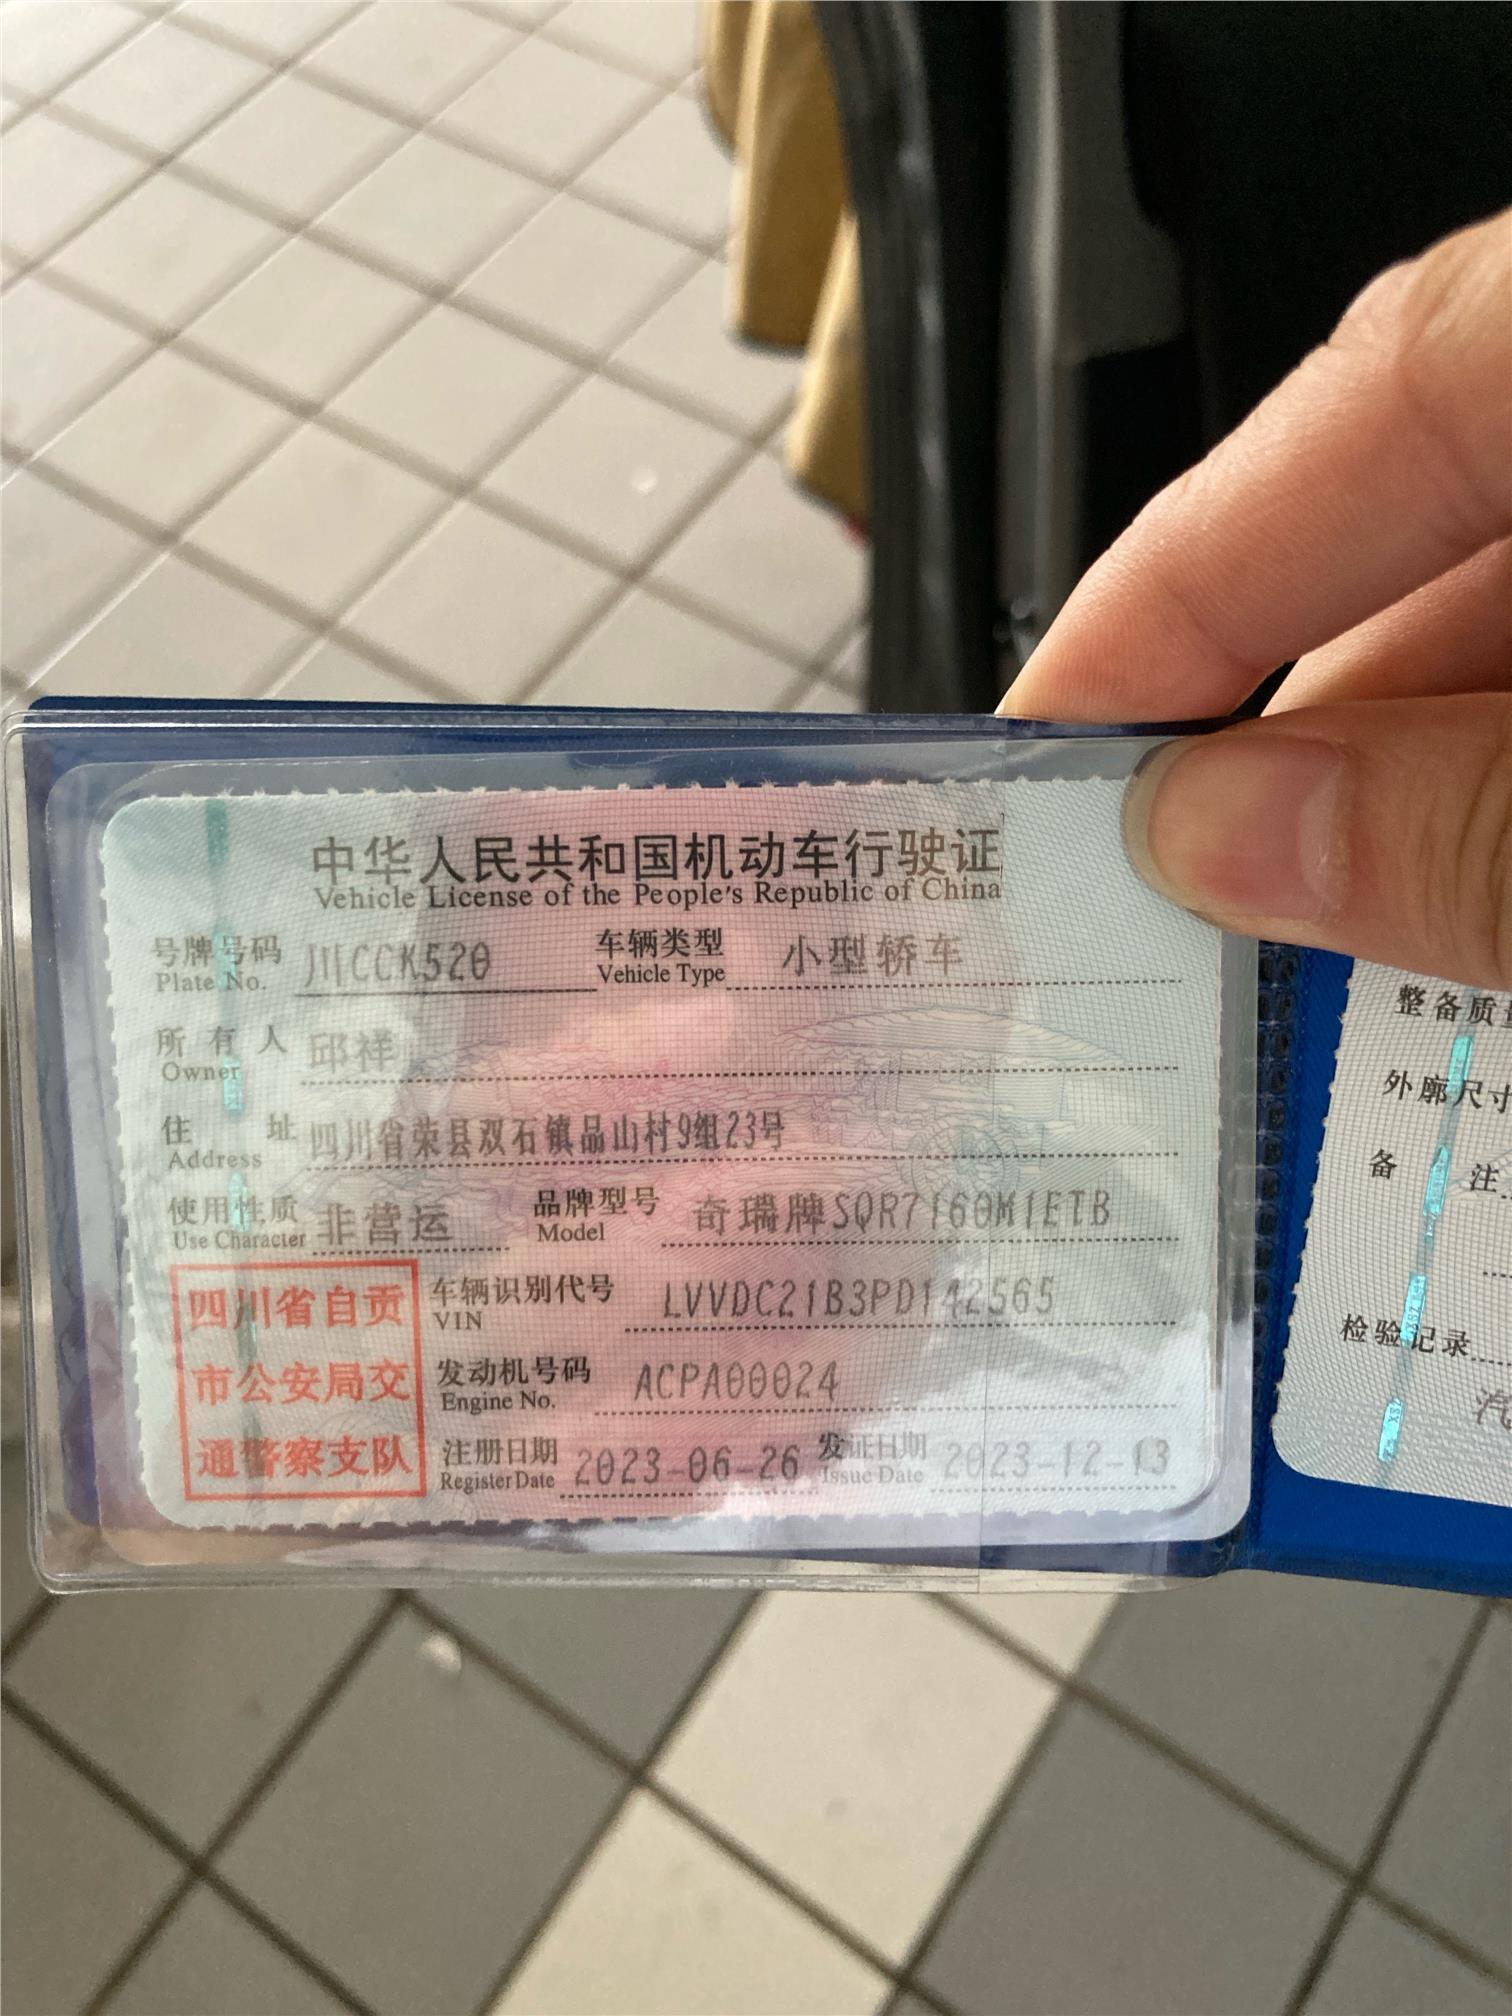 中华人民共和国机动车行驶证
Vehicle License of the People's Republic of China
号牌号码 川CCK520 车辆类型 小型轿车
Plate No. Vehicle Type
所有人 邱祥
Owner
住址 四川省荣县双石镇品山村9组23号
Address
使用性质 非营运 品牌型号 奇瑞牌SQR7160M1ETB
Use Character Model
四川省自贡
市公安局交
通警察支队
车辆识别代号 LVVDC21B3PD142565
VIN
发动机号码 ACPA00024
Engine No.
注册日期 2023-06-26 发证日期 2023-12-13
Register Date Issue Date
整备质
外廓尺寸
备注
检验记录